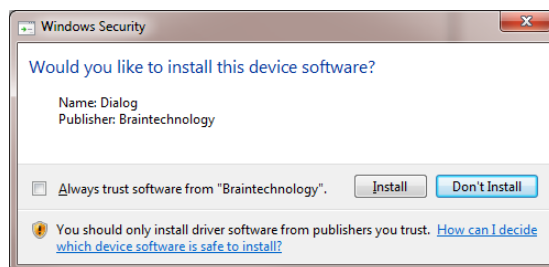 Windows Security
Would you like to install this device software?
Name: Dialog
Publisher: Braintechnology
Always trust software from "Braintechnology".
Install
Don't Install
You should only install driver software from publishers you trust. How can I decide
which device software is safe to install?